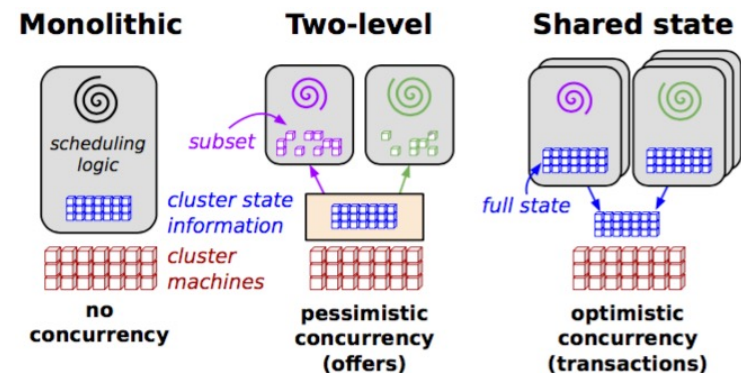 Monolithic
scheduling
logic
cluster state
information
cluster
machines
no
concurrency
Two-level
subset
pessimistic
concurrency
(offers)
Shared state
full state
optimistic
concurrency
(transactions)